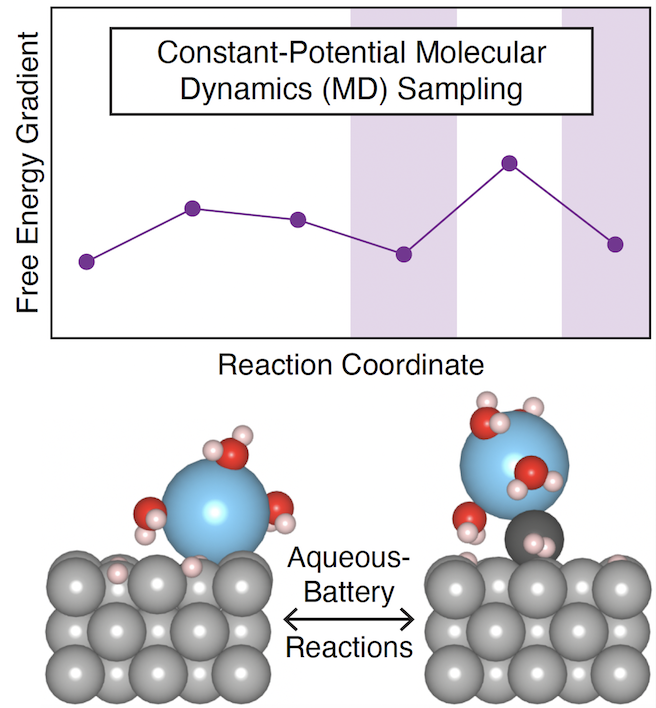 Constant-Potential Molecular
Dynamics (MD) Sampling
Free Energy Gradient
Reaction Coordinate
Aqueous-
Battery
Reactions